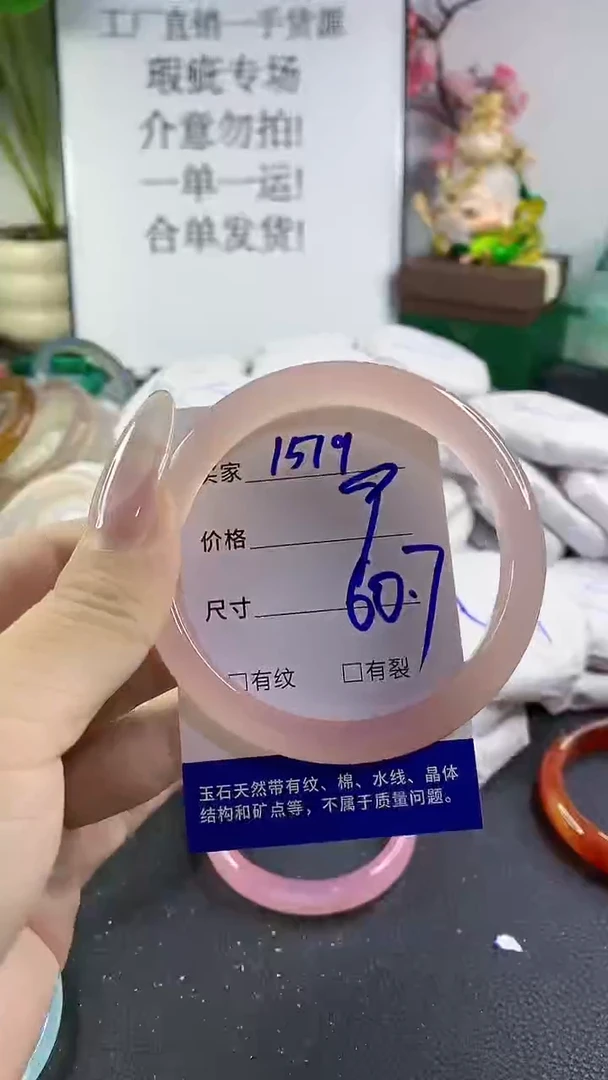 工厂直销一手货源
瑕疵专场
介意勿拍!
一单一运!
合单发货!
买家 1519
价格
尺寸 60.7
□有纹 □有裂
玉石天然带有纹、棉、水线、晶体
结构和矿点等，不属于质量问题。